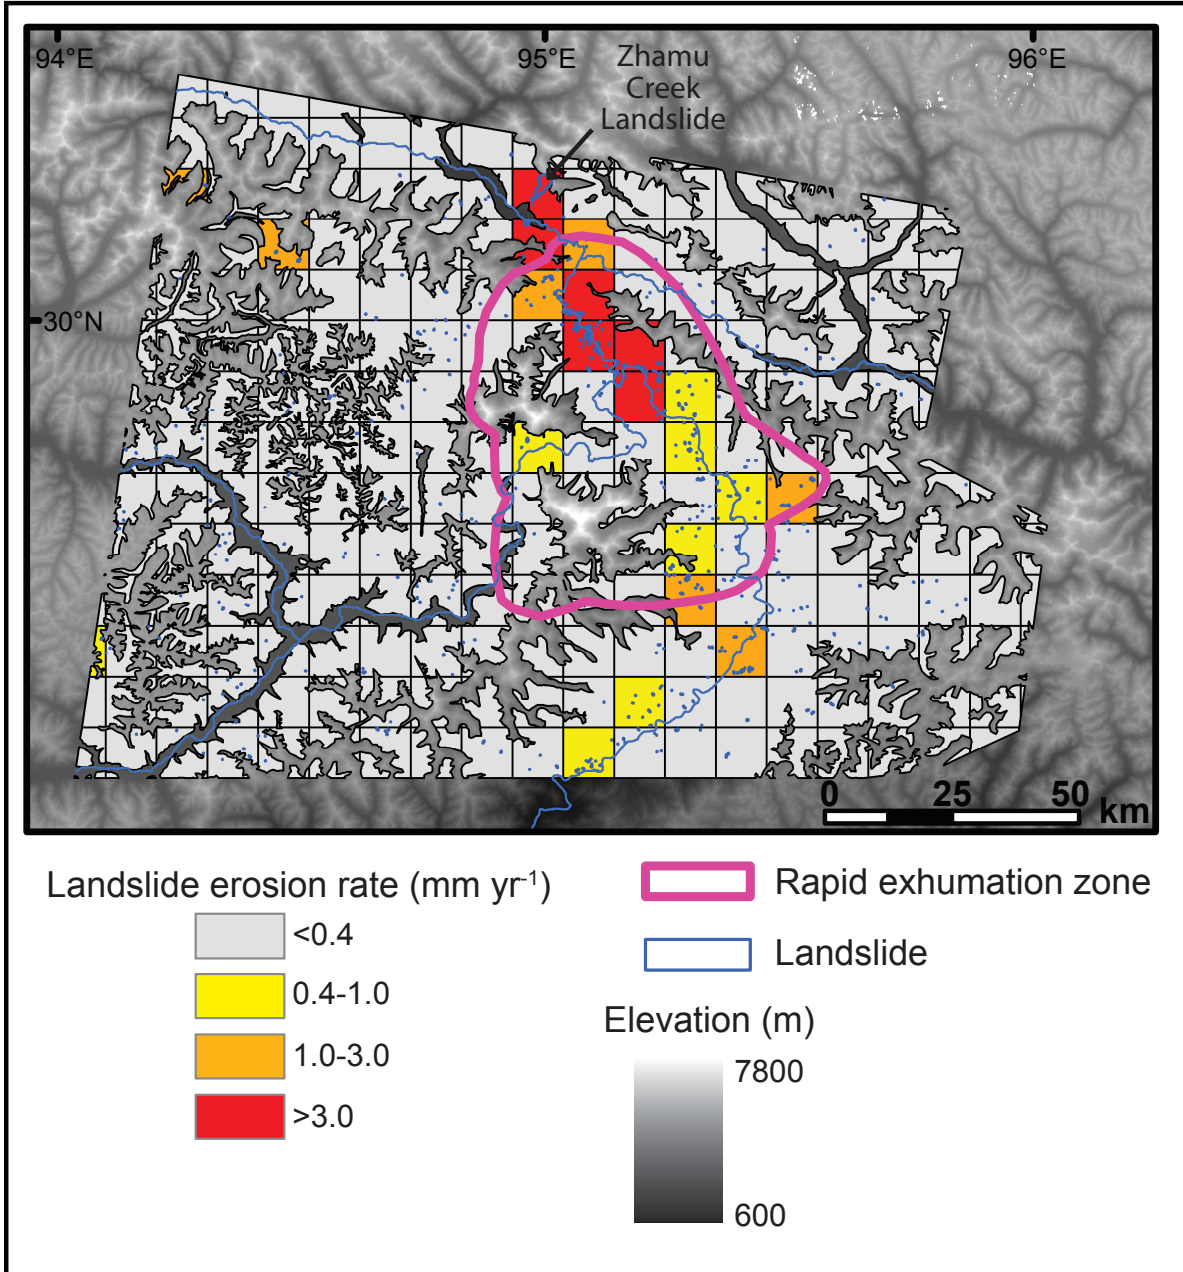 94°E
95°E
96°E
Zhamu
Creek
Landslide
30°N
0 25 50 km
Landslide erosion rate (mm yr⁻¹)
<0.4
0.4-1.0
1.0-3.0
>3.0
Rapid exhumation zone
Landslide
Elevation (m)
7800
600